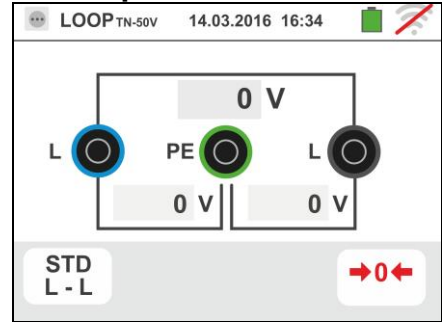 LOOP TN-50V 14.03.2016 16:34
0 V
L PE L
0 V 0 V
STD
L - L
→0←